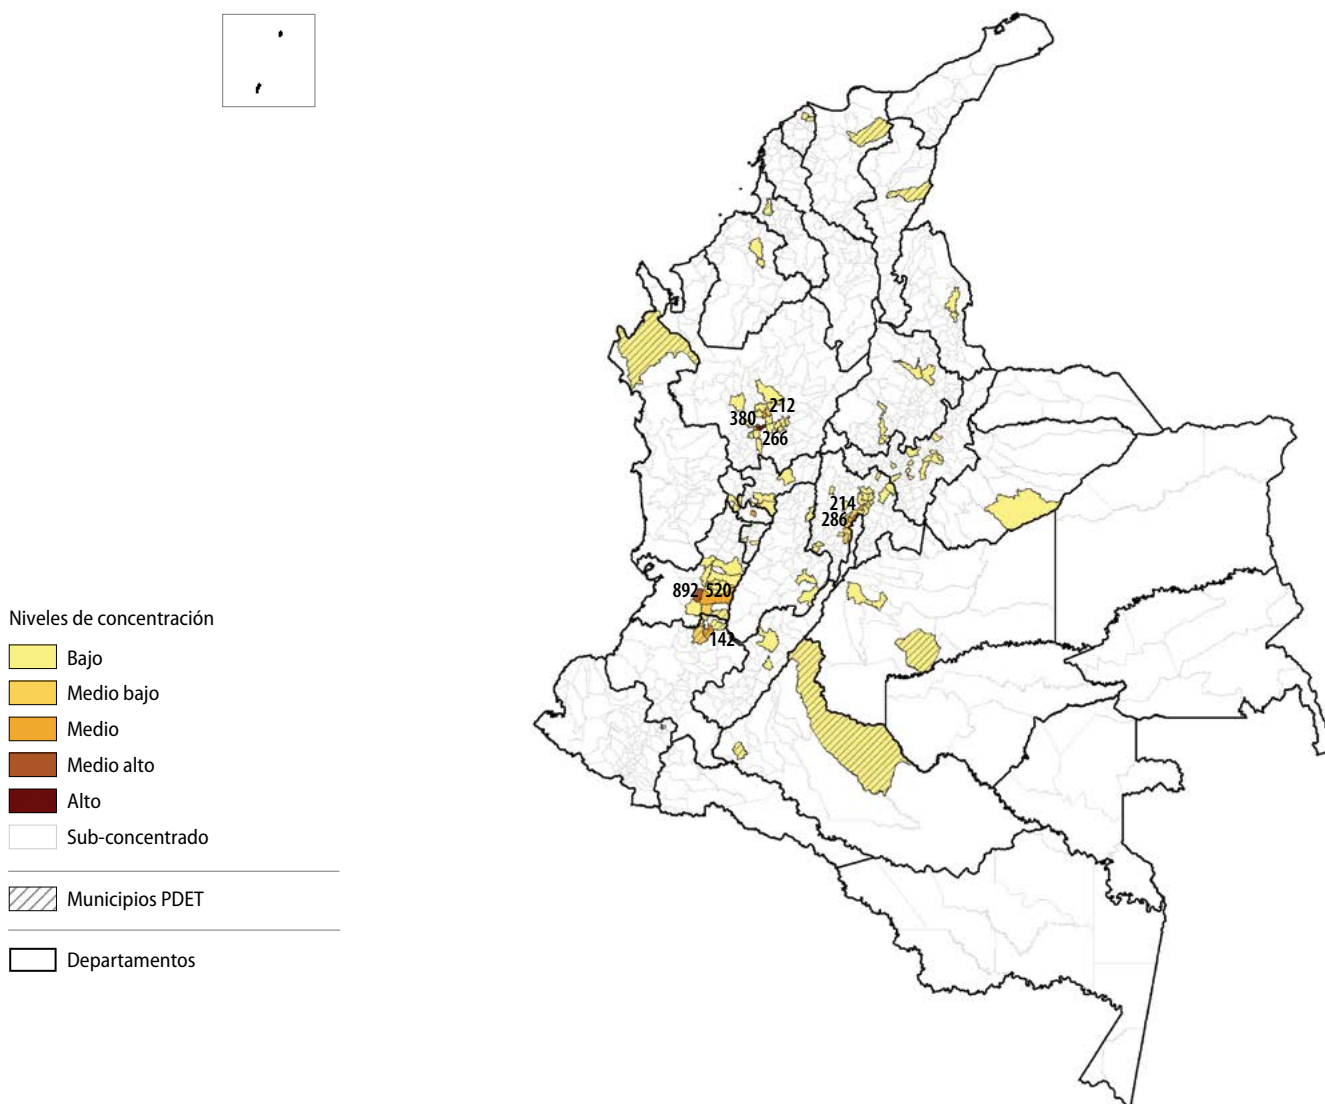 212
380
266
214
286
892 520
142
Niveles de concentración
Bajo
Medio bajo
Medio
Medio alto
Alto
Sub-concentrado
Municipios PDET
Departamentos